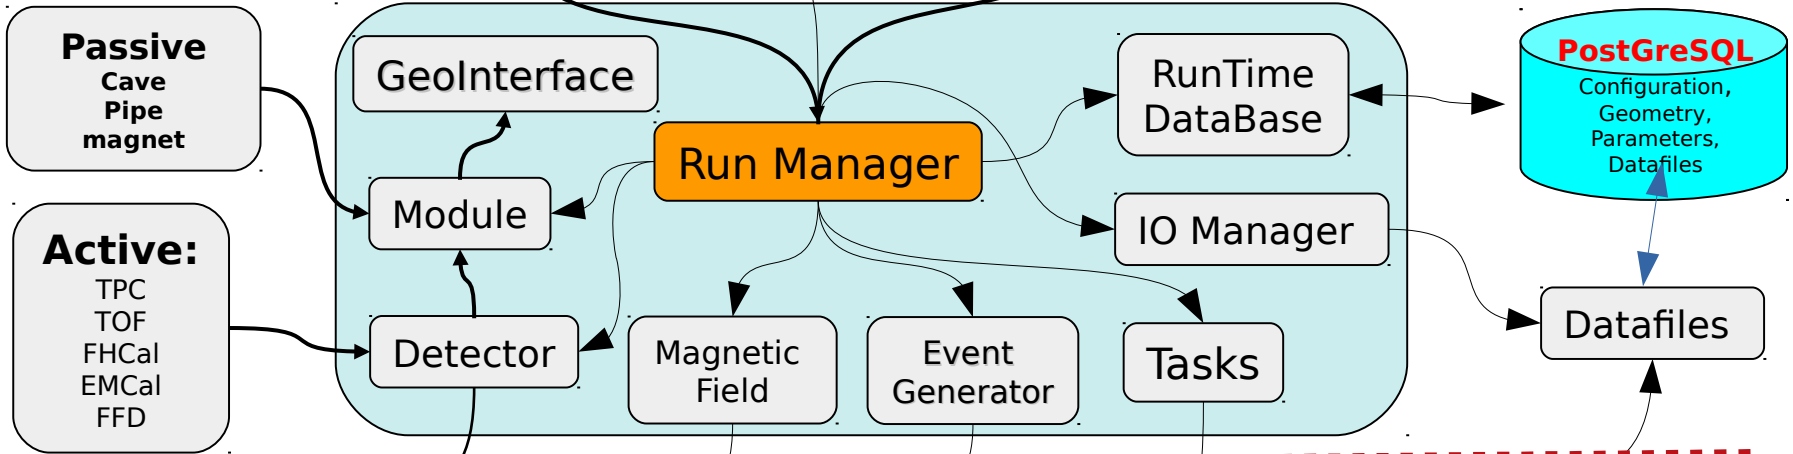 Passive
Cave
Pipe
magnet
Active:
TPC
TOF
FHCal
EMCal
FFD
GeoInterface
Module
Detector
Run Manager
Magnetic
Field
Event
Generator
Tasks
RunTime
DataBase
IO Manager
PostGreSQL
Configuration,
Geometry,
Parameters,
Datafiles
Datafiles